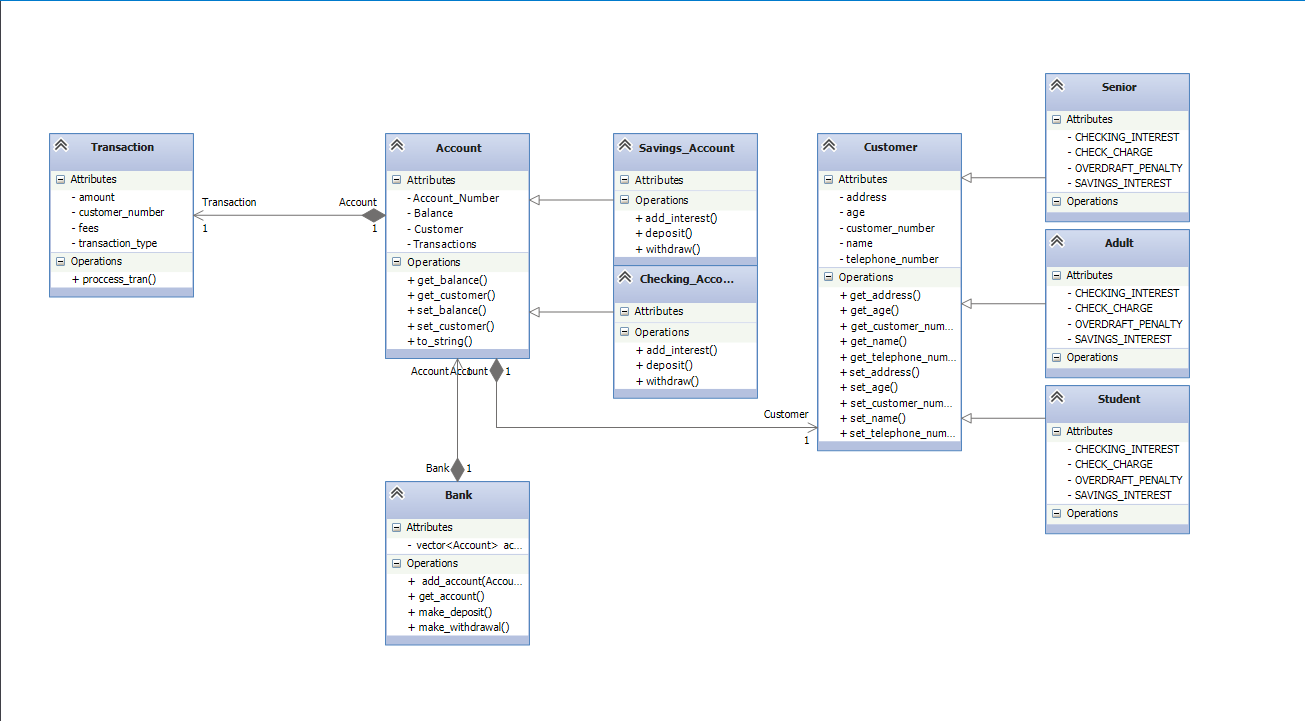 Transaction
Attributes
- amount
- customer_number
- fees
- transaction_type
Operations
+ proccess_tran()
Transaction
1
Account
1
Account
Attributes
- Account_Number
- Balance
- Customer
- Transactions
Operations
+ get_balance()
+ get_customer()
+ set_balance()
+ set_customer()
+ to_string()
Account
1
Account
1
Bank
1
Bank
Attributes
- vector<Account> ac...
Operations
+ add_account(Accou...
+ get_account()
+ make_deposit()
+ make_withdrawal()
Savings_Account
Attributes
Operations
+ add_interest()
+ deposit()
+ withdraw()
Checking_Acco...
Attributes
Operations
+ add_interest()
+ deposit()
+ withdraw()
Customer
1
Customer
Attributes
- address
- age
- customer_number
- name
- telephone_number
Operations
+ get_address()
+ get_age()
+ get_customer_num...
+ get_name()
+ get_telephone_num...
+ set_address()
+ set_age()
+ set_customer_num...
+ set_name()
+ set_telephone_num...
Senior
Attributes
- CHECKING_INTEREST
- CHECK_CHARGE
- OVERDRAFT_PENALTY
- SAVINGS_INTEREST
Operations
Adult
Attributes
- CHECKING_INTEREST
- CHECK_CHARGE
- OVERDRAFT_PENALTY
- SAVINGS_INTEREST
Operations
Student
Attributes
- CHECKING_INTEREST
- CHECK_CHARGE
- OVERDRAFT_PENALTY
- SAVINGS_INTEREST
Operations